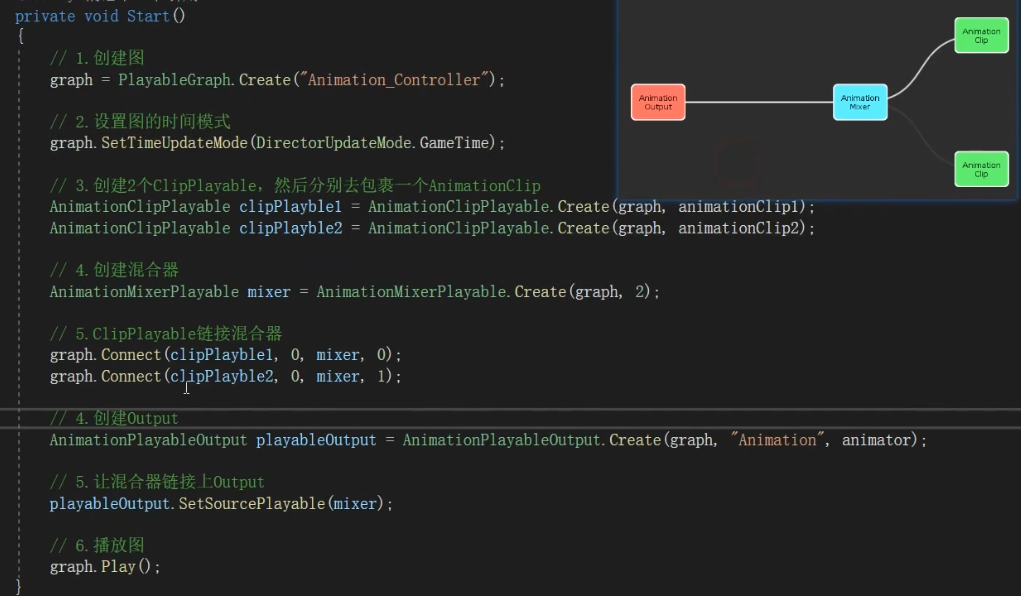 private void Start()
{
// 1.创建图
graph = PlayableGraph.Create("Animation_Controller");
// 2.设置图的时间模式
graph.SetTimeUpdateMode(DirectorUpdateMode.GameTime);
// 3.创建2个ClipPlayable，然后分别去包裹一个AnimationClip
AnimationClipPlayable clipPlayble1 = AnimationClipPlayable.Create(graph, animationClip1);
AnimationClipPlayable clipPlayble2 = AnimationClipPlayable.Create(graph, animationClip2);
// 4.创建混合器
AnimationMixerPlayable mixer = AnimationMixerPlayable.Create(graph, 2);
// 5.ClipPlayable链接混合器
graph.Connect(clipPlayble1, 0, mixer, 0);
graph.Connect(clipPlayble2, 0, mixer, 1);
// 4.创建Output
AnimationPlayableOutput playableOutput = AnimationPlayableOutput.Create(graph, "Animation", animator);
// 5.让混合器链接上Output
playableOutput.SetSourcePlayable(mixer);
// 6.播放图
graph.Play();
}
Animation
Output
Animation
Mixer
Animation
Clip
Animation
Clip